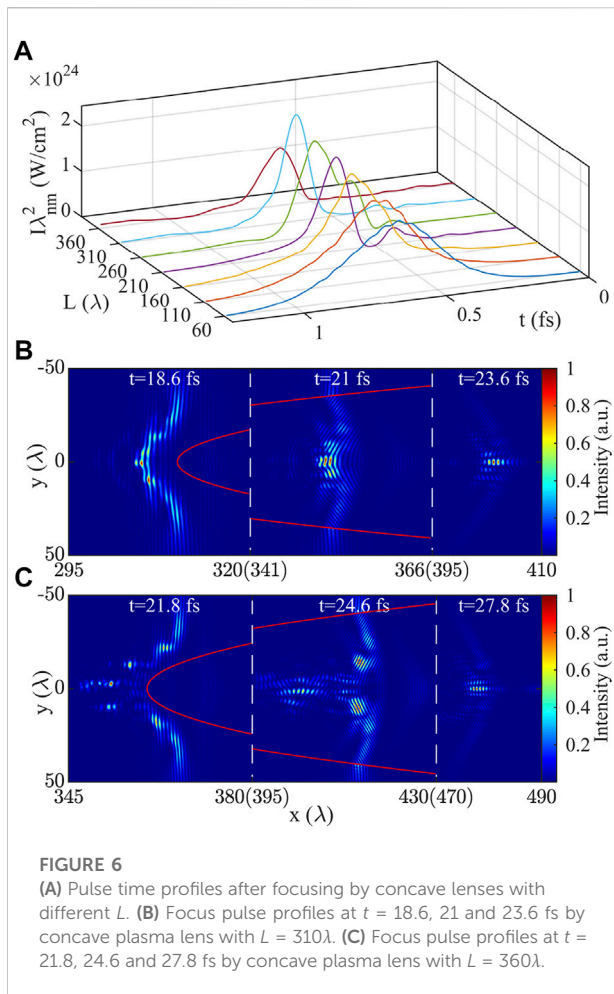 A
×10²⁴
2
1
0
Iλ²ₙₘ (W/cm²)
360
310
260
210
160
110
60
L (λ)
1
0.5
0
t (fs)
B
-50
0
50
y (λ)
t=18.6 fs
t=21 fs
t=23.6 fs
295
320(341)
366(395)
410
1
0.8
0.6
0.4
0.2
Intensity (a.u.)
C
-50
0
50
y (λ)
t=21.8 fs
t=24.6 fs
t=27.8 fs
345
380(395)
430(470)
490
x (λ)
1
0.8
0.6
0.4
0.2
Intensity (a.u.)
FIGURE 6
(A) Pulse time profiles after focusing by concave lenses with
different L. (B) Focus pulse profiles at t = 18.6, 21 and 23.6 fs by
concave plasma lens with L = 310λ. (C) Focus pulse profiles at t =
21.8, 24.6 and 27.8 fs by concave plasma lens with L = 360λ.